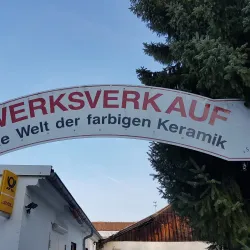 WERKSVERKAUF
Welt der farbigen Keramik